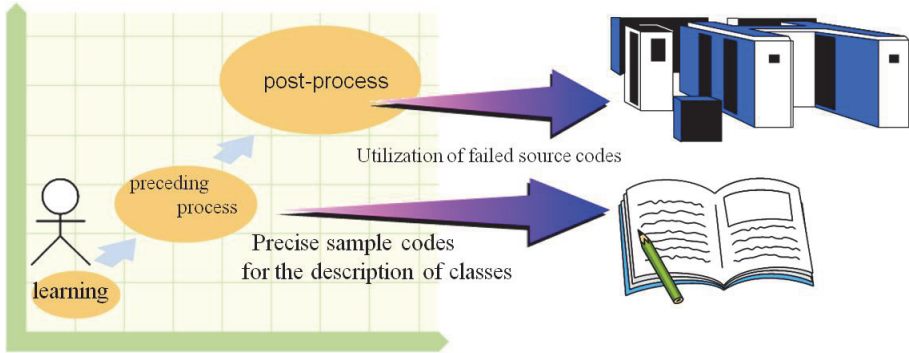 post-process
Utilization of failed source codes
preceding
process
Precise sample codes
for the description of classes
learning